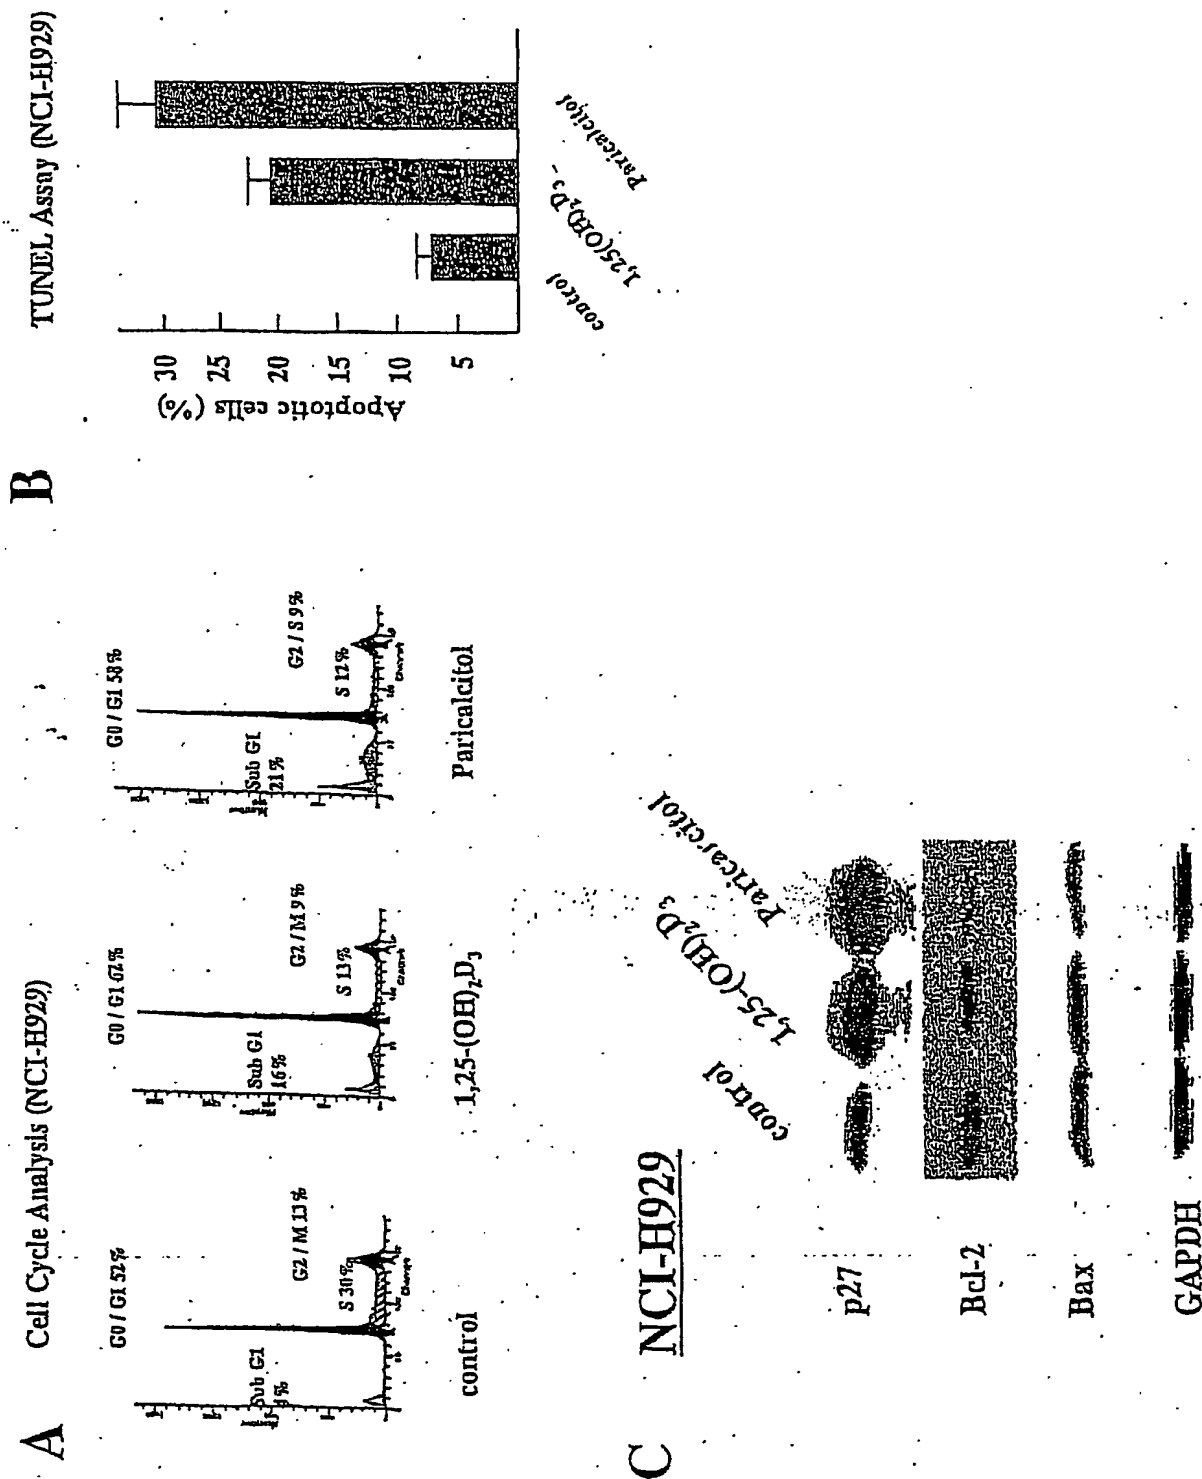 A
Cell Cycle Analysis (NCI-H929)
G0 / G1 52%
Sub G1
4%
S 30%
G2 / M 13%
control
G0 / G1 62%
Sub G1
16%
S 13%
G2 / M 9%
1,25-(OH)₂D₃
G0 / G1 58%
Sub G1
21%
S 12%
G2 / S 9%
Paricalcitol
B
TUNEL Assay (NCI-H929)
Apoptotic cells (%)
30
25
20
15
10
5
control
1,25(OH)₂D₃
Paricalcitol
C
NCI-H929
control
1,25-(OH)₂D₃
Paricarcitol
p27
Bcl-2
Bax
GAPDH